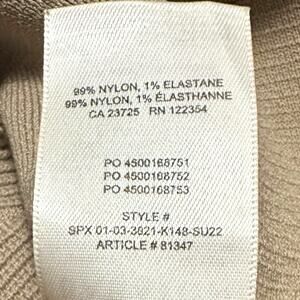 99% NYLON, 1% ELASTANE
99% NYLON, 1% ÉLASTHANNE
CA 23725 RN 122354
PO 4500168751
PO 4500168752
PO 4500168753
STYLE #
SPX 01-03-3821-K148-SU22
ARTICLE # 81347